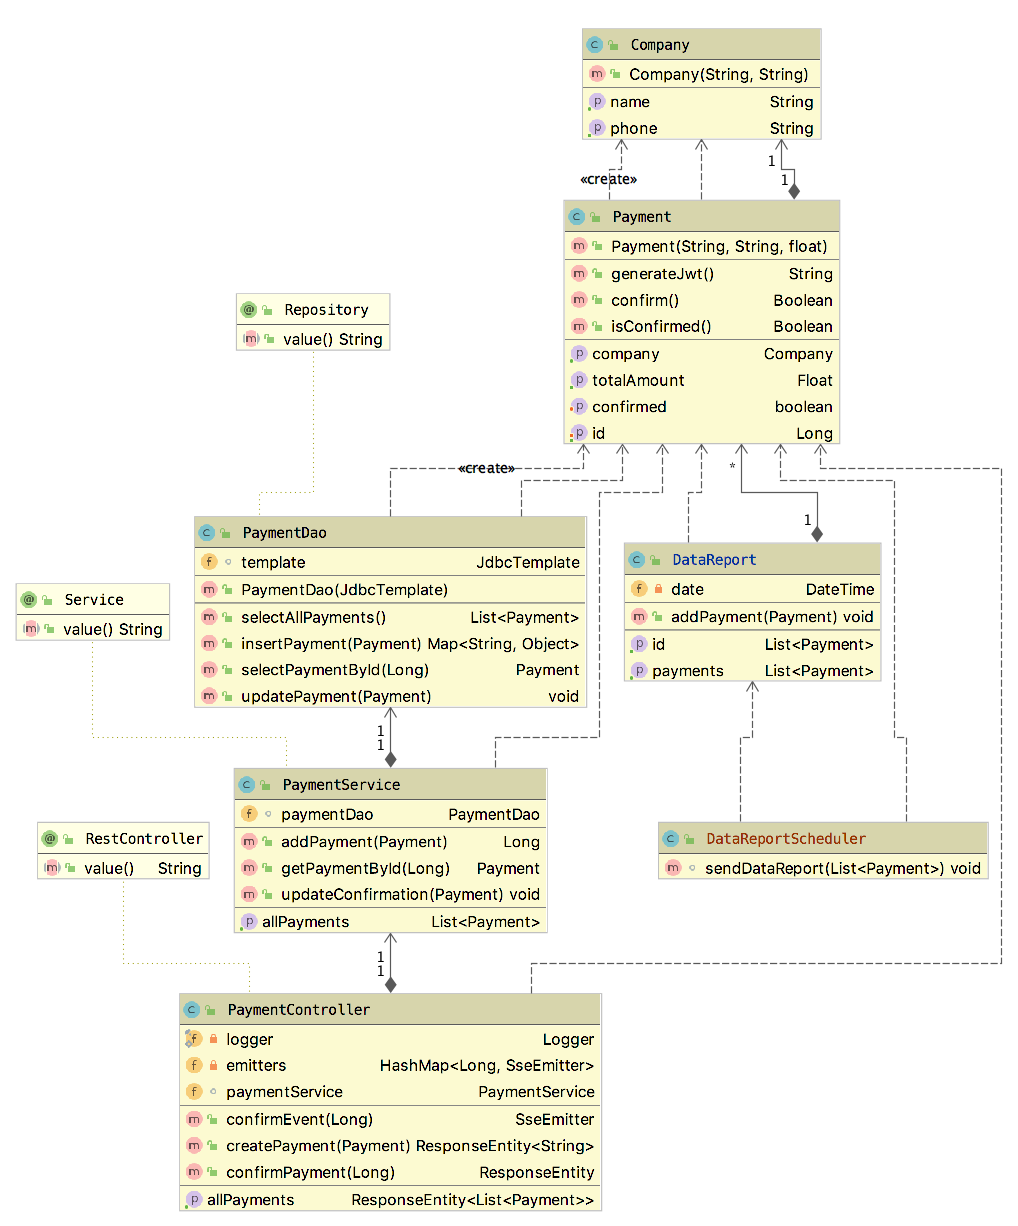 Company
Company(String, String)
name String
phone String
1
«create» 1
Payment
Payment(String, String, float)
generateJwt() String
confirm() Boolean
isConfirmed() Boolean
company Company
totalAmount Float
confirmed boolean
id Long
@ Repository
m value() String
«create» *
1
PaymentDao
template JdbcTemplate
PaymentDao(JdbcTemplate)
selectAllPayments() List<Payment>
insertPayment(Payment) Map<String, Object>
selectPaymentById(Long) Payment
updatePayment(Payment) void
DataReport
date DateTime
addPayment(Payment) void
id List<Payment>
payments List<Payment>
@ Service
m value() String
1
1
PaymentService
paymentDao PaymentDao
addPayment(Payment) Long
getPaymentById(Long) Payment
updateConfirmation(Payment) void
allPayments List<Payment>
DataReportScheduler
sendDataReport(List<Payment>) void
@ RestController
m value() String
1
1
PaymentController
logger Logger
emitters HashMap<Long, SseEmitter>
paymentService PaymentService
confirmEvent(Long) SseEmitter
createPayment(Payment) ResponseEntity<String>
confirmPayment(Long) ResponseEntity
allPayments ResponseEntity<List<Payment>>